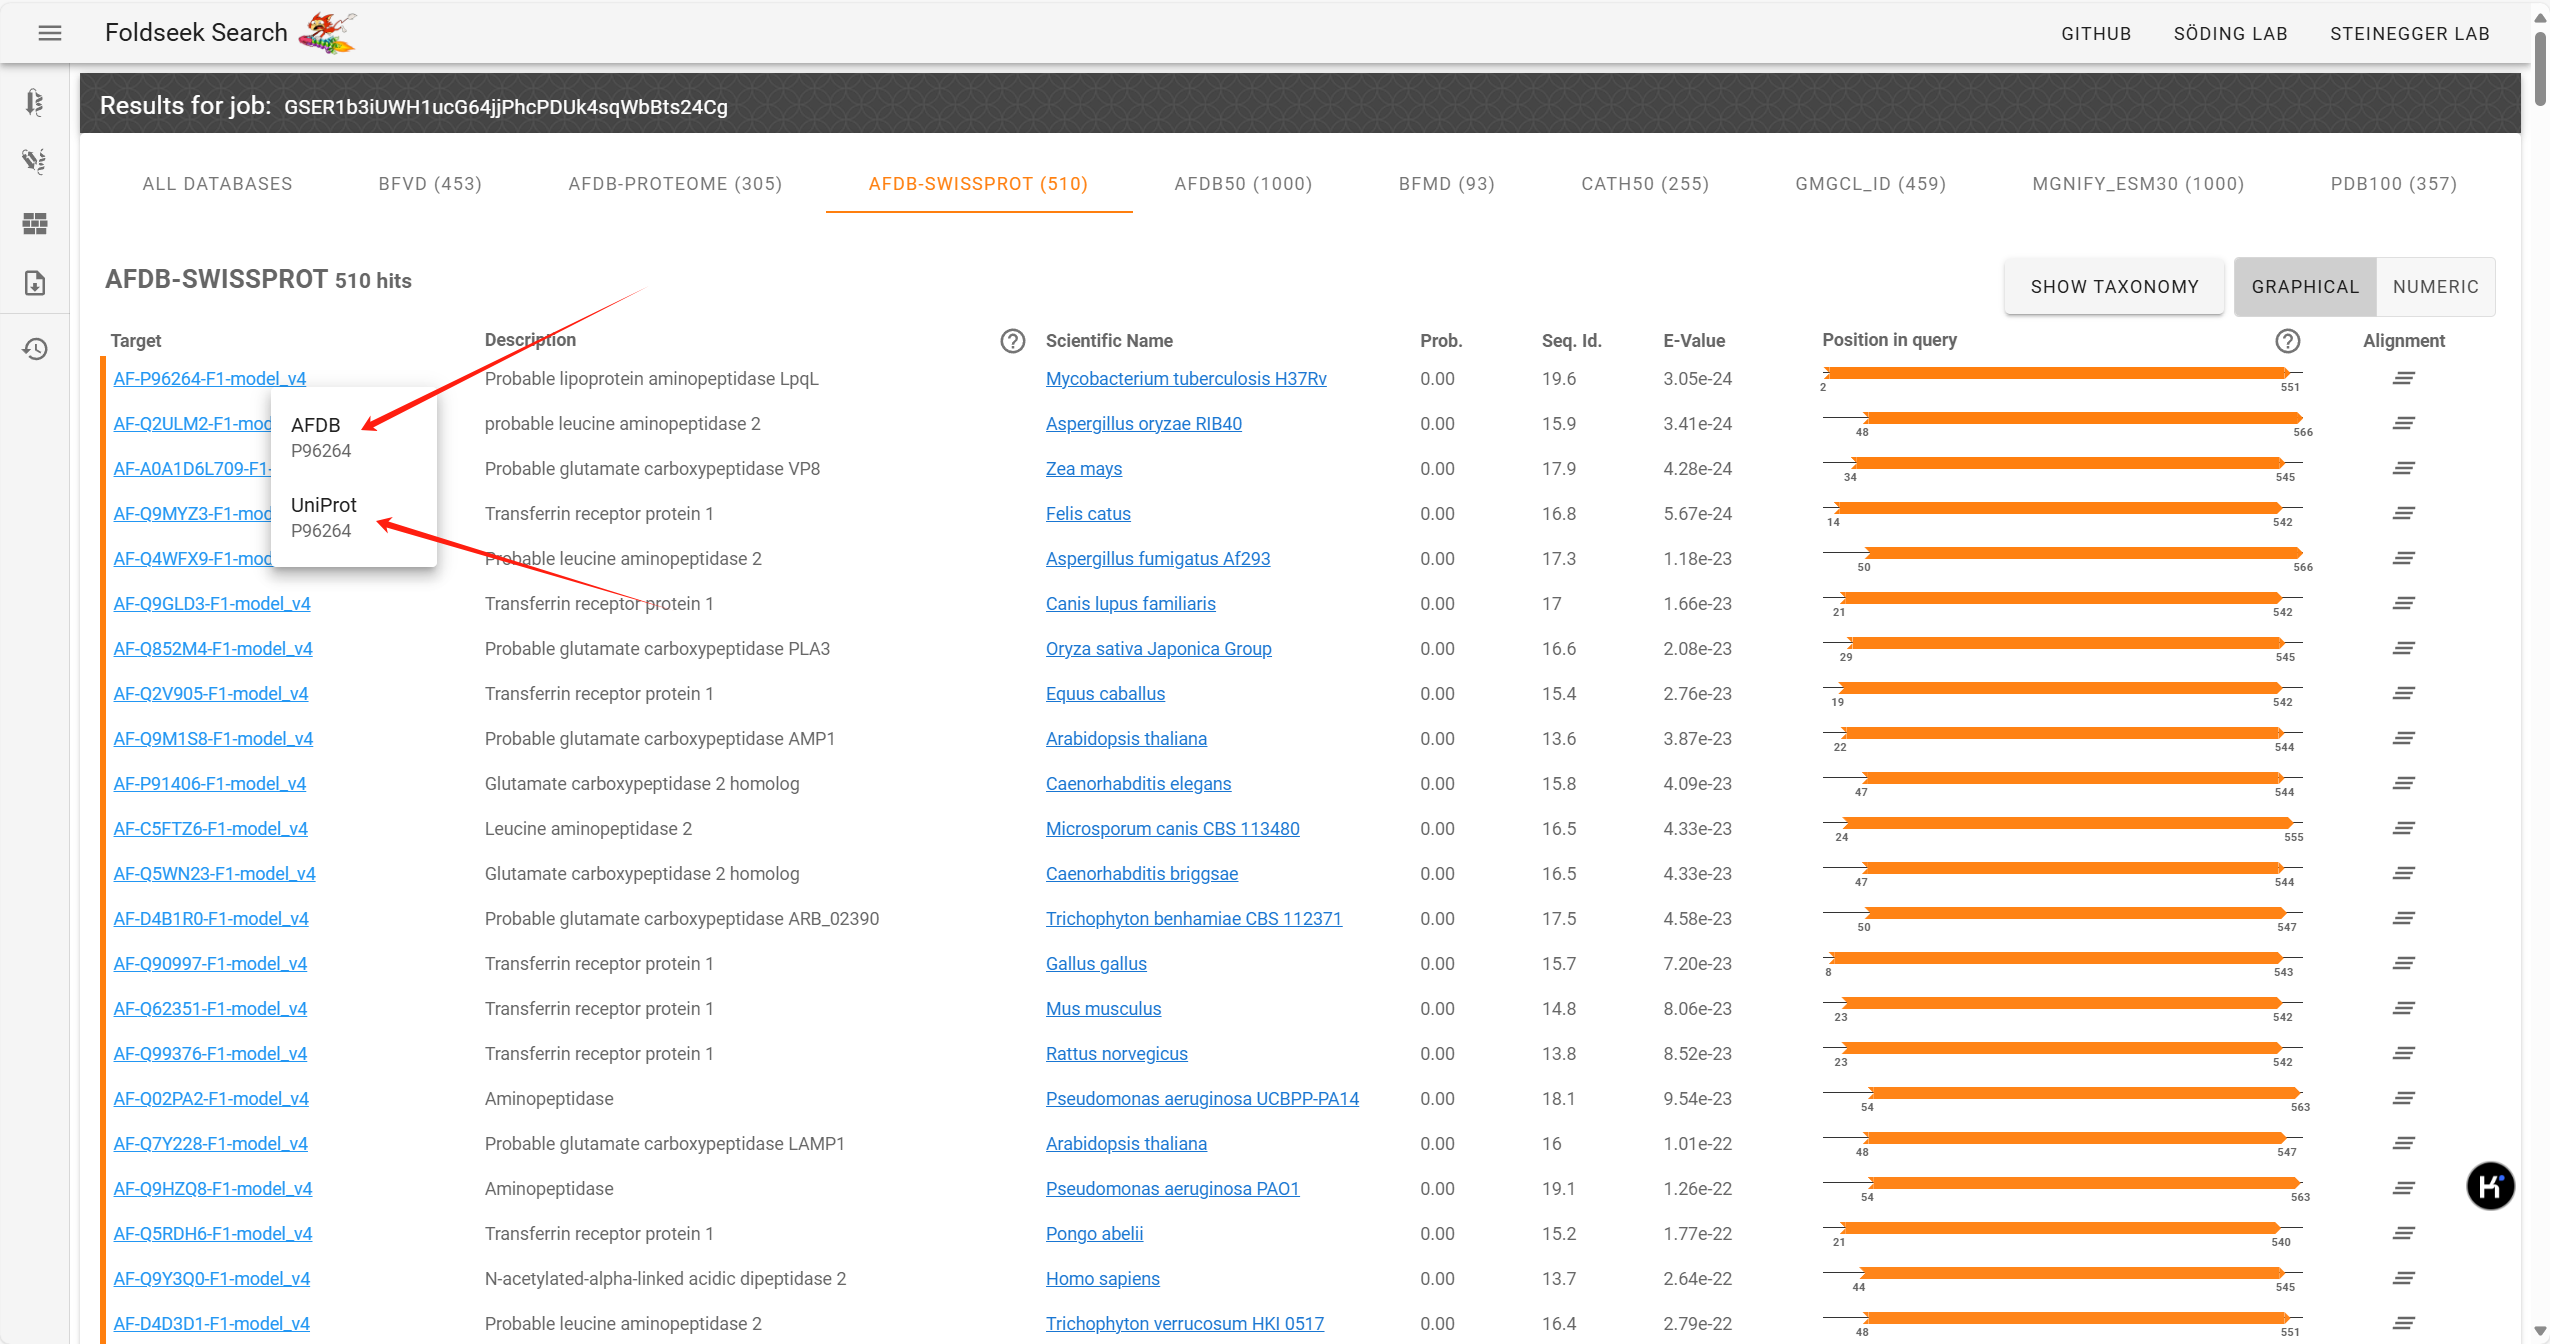 Foldseek Search GITHUB SÖDING LAB STEINEGGER LAB
Results for job: GSER1b3iUWH1ucG64jjPhcPDUk4sqWbBts24Cg
ALL DATABASES BFVD (453) AFDB-PROTEOME (305) AFDB-SWISSPROT (510) AFDB50 (1000) BFMD (93) CATH50 (255) GMGCL_ID (459) MGNIFY_ESM30 (1000) PDB100 (357)
AFDB-SWISSPROT 510 hits
SHOW TAXONOMY GRAPHICAL NUMERIC
Target Description Scientific Name Prob. Seq. Id. E-Value Position in query Alignment
AF-P96264-F1-model_v4 Probable lipoprotein aminopeptidase LpqL Mycobacterium tuberculosis H37Rv 0.00 19.6 3.05e-24 2 551
AF-Q2ULM2-F1-mod probable leucine aminopeptidase 2 Aspergillus oryzae RIB40 0.00 15.9 3.41e-24 48 566
AFDB
P96264
AF-A0A1D6L709-F1- Probable glutamate carboxypeptidase VP8 Zea mays 0.00 17.9 4.28e-24 34 545
UniProt
P96264
AF-Q9MYZ3-F1-mod Transferrin receptor protein 1 Felis catus 0.00 16.8 5.67e-24 14 542
AF-Q4WFX9-F1-mod Probable leucine aminopeptidase 2 Aspergillus fumigatus Af293 0.00 17.3 1.18e-23 50 566
AF-Q9GLD3-F1-model_v4 Transferrin receptor protein 1 Canis lupus familiaris 0.00 17 1.66e-23 21 542
AF-Q852M4-F1-model_v4 Probable glutamate carboxypeptidase PLA3 Oryza sativa Japonica Group 0.00 16.6 2.08e-23 29 545
AF-Q2V905-F1-model_v4 Transferrin receptor protein 1 Equus caballus 0.00 15.4 2.76e-23 19 542
AF-Q9M1S8-F1-model_v4 Probable glutamate carboxypeptidase AMP1 Arabidopsis thaliana 0.00 13.6 3.87e-23 22 544
AF-P91406-F1-model_v4 Glutamate carboxypeptidase 2 homolog Caenorhabditis elegans 0.00 15.8 4.09e-23 47 544
AF-C5FTZ6-F1-model_v4 Leucine aminopeptidase 2 Microsporum canis CBS 113480 0.00 16.5 4.33e-23 24 555
AF-Q5WN23-F1-model_v4 Glutamate carboxypeptidase 2 homolog Caenorhabditis briggsae 0.00 16.5 4.33e-23 47 544
AF-D4B1R0-F1-model_v4 Probable glutamate carboxypeptidase ARB_02390 Trichophyton benhamiae CBS 112371 0.00 17.5 4.58e-23 50 547
AF-Q90997-F1-model_v4 Transferrin receptor protein 1 Gallus gallus 0.00 15.7 7.20e-23 8 543
AF-Q62351-F1-model_v4 Transferrin receptor protein 1 Mus musculus 0.00 14.8 8.06e-23 23 542
AF-Q99376-F1-model_v4 Transferrin receptor protein 1 Rattus norvegicus 0.00 13.8 8.52e-23 23 542
AF-Q02PA2-F1-model_v4 Aminopeptidase Pseudomonas aeruginosa UCBPP-PA14 0.00 18.1 9.54e-23 54 563
AF-Q7Y228-F1-model_v4 Probable glutamate carboxypeptidase LAMP1 Arabidopsis thaliana 0.00 16 1.01e-22 48 547
AF-Q9HZQ8-F1-model_v4 Aminopeptidase Pseudomonas aeruginosa PAO1 0.00 19.1 1.26e-22 54 563
AF-Q5RDH6-F1-model_v4 Transferrin receptor protein 1 Pongo abelii 0.00 15.2 1.77e-22 21 540
AF-Q9Y3Q0-F1-model_v4 N-acetylated-alpha-linked acidic dipeptidase 2 Homo sapiens 0.00 13.7 2.64e-22 44 545
AF-D4D3D1-F1-model_v4 Probable leucine aminopeptidase 2 Trichophyton verrucosum HKI 0517 0.00 16.4 2.79e-22 48 551